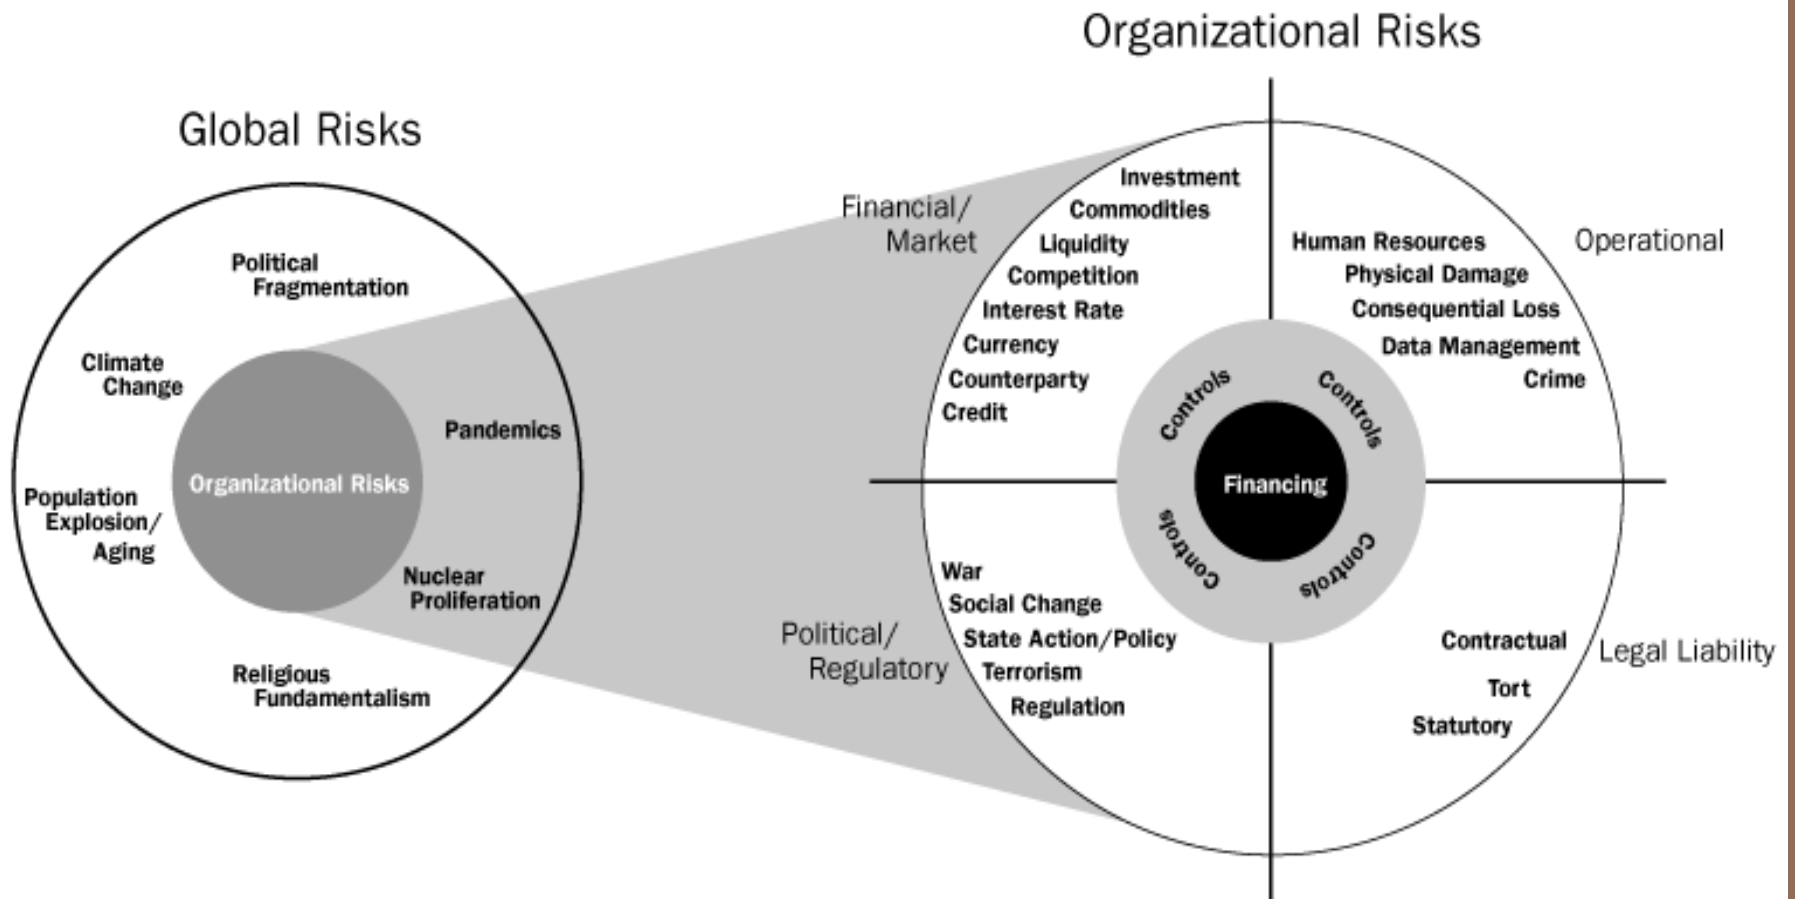 Global Risks
Political
Fragmentation
Climate
Change
Pandemics
Organizational Risks
Population
Explosion/
Aging
Nuclear
Proliferation
Religious
Fundamentalism
Organizational Risks
Financial/
Market
Investment
Commodities
Liquidity
Competition
Interest Rate
Currency
Counterparty
Credit
Operational
Human Resources
Physical Damage
Consequential Loss
Data Management
Crime
Controls
Controls
Financing
Controls
Controls
Political/
Regulatory
War
Social Change
State Action/Policy
Terrorism
Regulation
Legal Liability
Contractual
Tort
Statutory